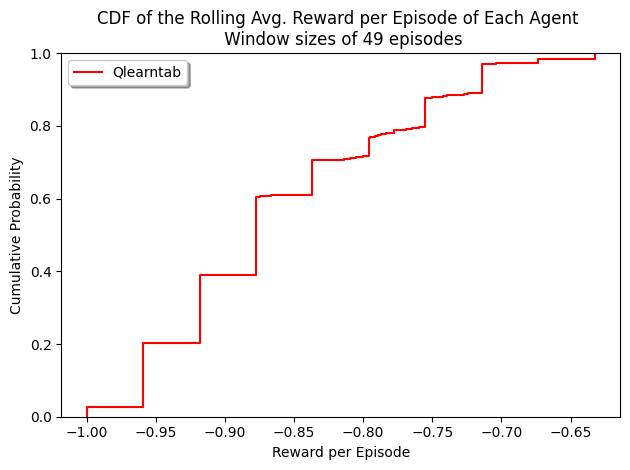 CDF of the Rolling Avg. Reward per Episode of Each Agent
Window sizes of 49 episodes
Qlearntab
Cumulative Probability
1.0
0.8
0.6
0.4
0.2
0.0
−1.00 −0.95 −0.90 −0.85 −0.80 −0.75 −0.70 −0.65
Reward per Episode